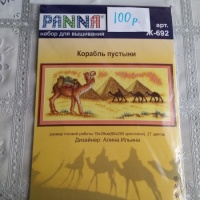 PANNA®
100р.
арт.
Ж-692
набор для вышивания
Корабль пустыни
Дизайнер: Алина Ильина